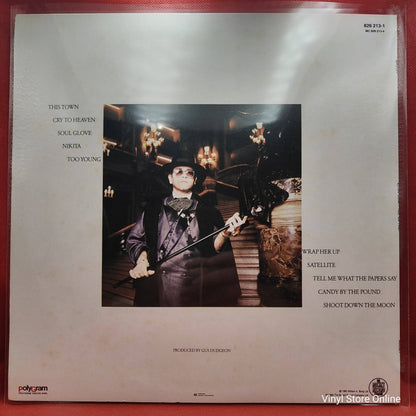 826 213-1
THIS TOWN
CRY TO HEAVEN
SOUL GLOVE
NIKITA
TOO YOUNG
WRAP HER UP
SATELLITE
TELL ME WHAT THE PAPERS SAY
CANDY BY THE POUND
SHOOT DOWN THE MOON
PRODUCED BY GUS DUDGEON
polygram
Vinyl Store Online